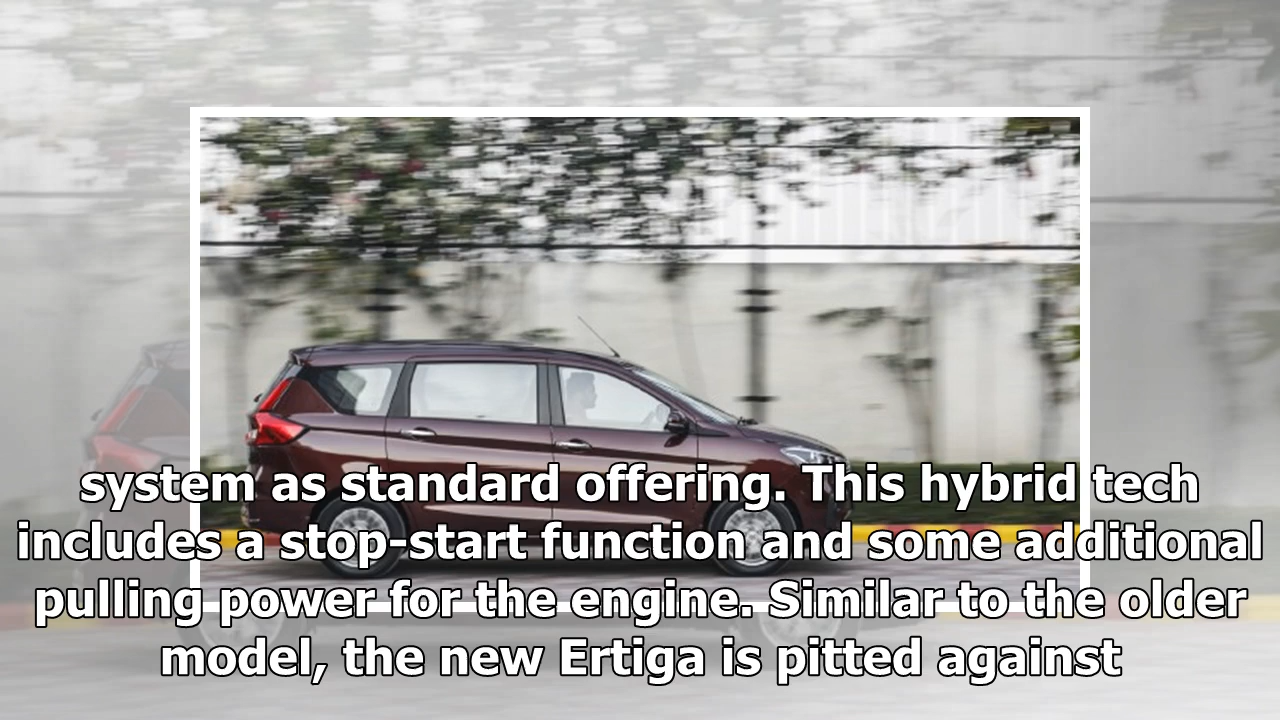 system as standard offering. This hybrid tech
includes a stop-start function and some additional
pulling power for the engine. Similar to the older
model, the new Ertiga is pitted against